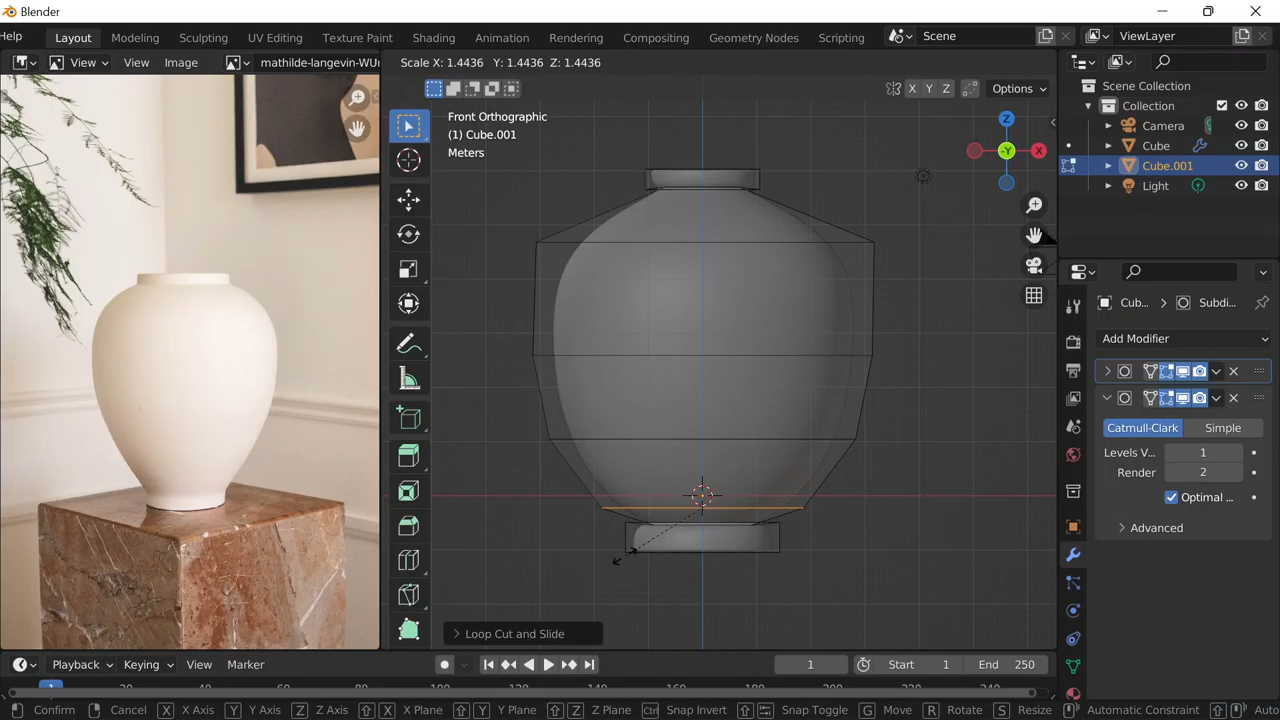 Blender
Help Layout Modeling Sculpting UV Editing Texture Paint Shading Animation Rendering Compositing Geometry Nodes Scripting Scene ViewLayer
View View Image mathilde-langevin-WU Scale X: 1.4436 Y: 1.4436 Z: 1.4436
X Y Z Options
Scene Collection
Collection
Camera
Cube
Cube.001
Light
Front Orthographic
(1) Cube.001
Meters
Z
-Y
X
Cub... Subdi...
Add Modifier
Catmull-Clark Simple
Levels V... 1
Render 2
Optimal ...
Advanced
Loop Cut and Slide
Playback Keying View Marker 1 Start 1 End 250
Confirm Cancel X X Axis Y Y Axis Z Z Axis X X Plane Y Y Plane Z Z Plane Ctrl Snap Invert Snap Toggle G Move R Rotate S Resize Automatic Constraint Auto